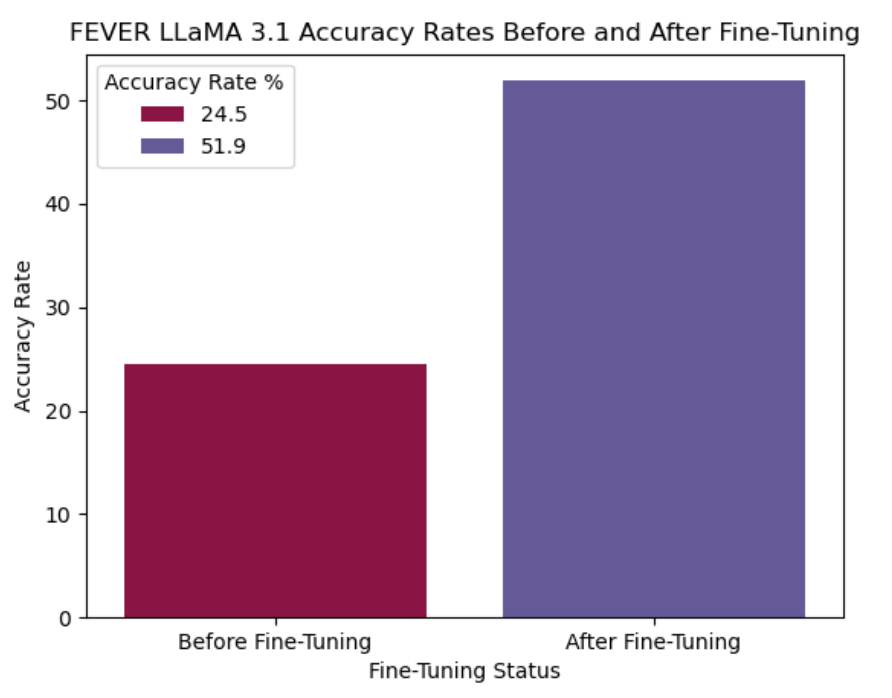 FEVER LLaMA 3.1 Accuracy Rates Before and After Fine-Tuning
Accuracy Rate %
24.5
51.9
50
40
30
20
10
0
Accuracy Rate
Before Fine-Tuning
After Fine-Tuning
Fine-Tuning Status